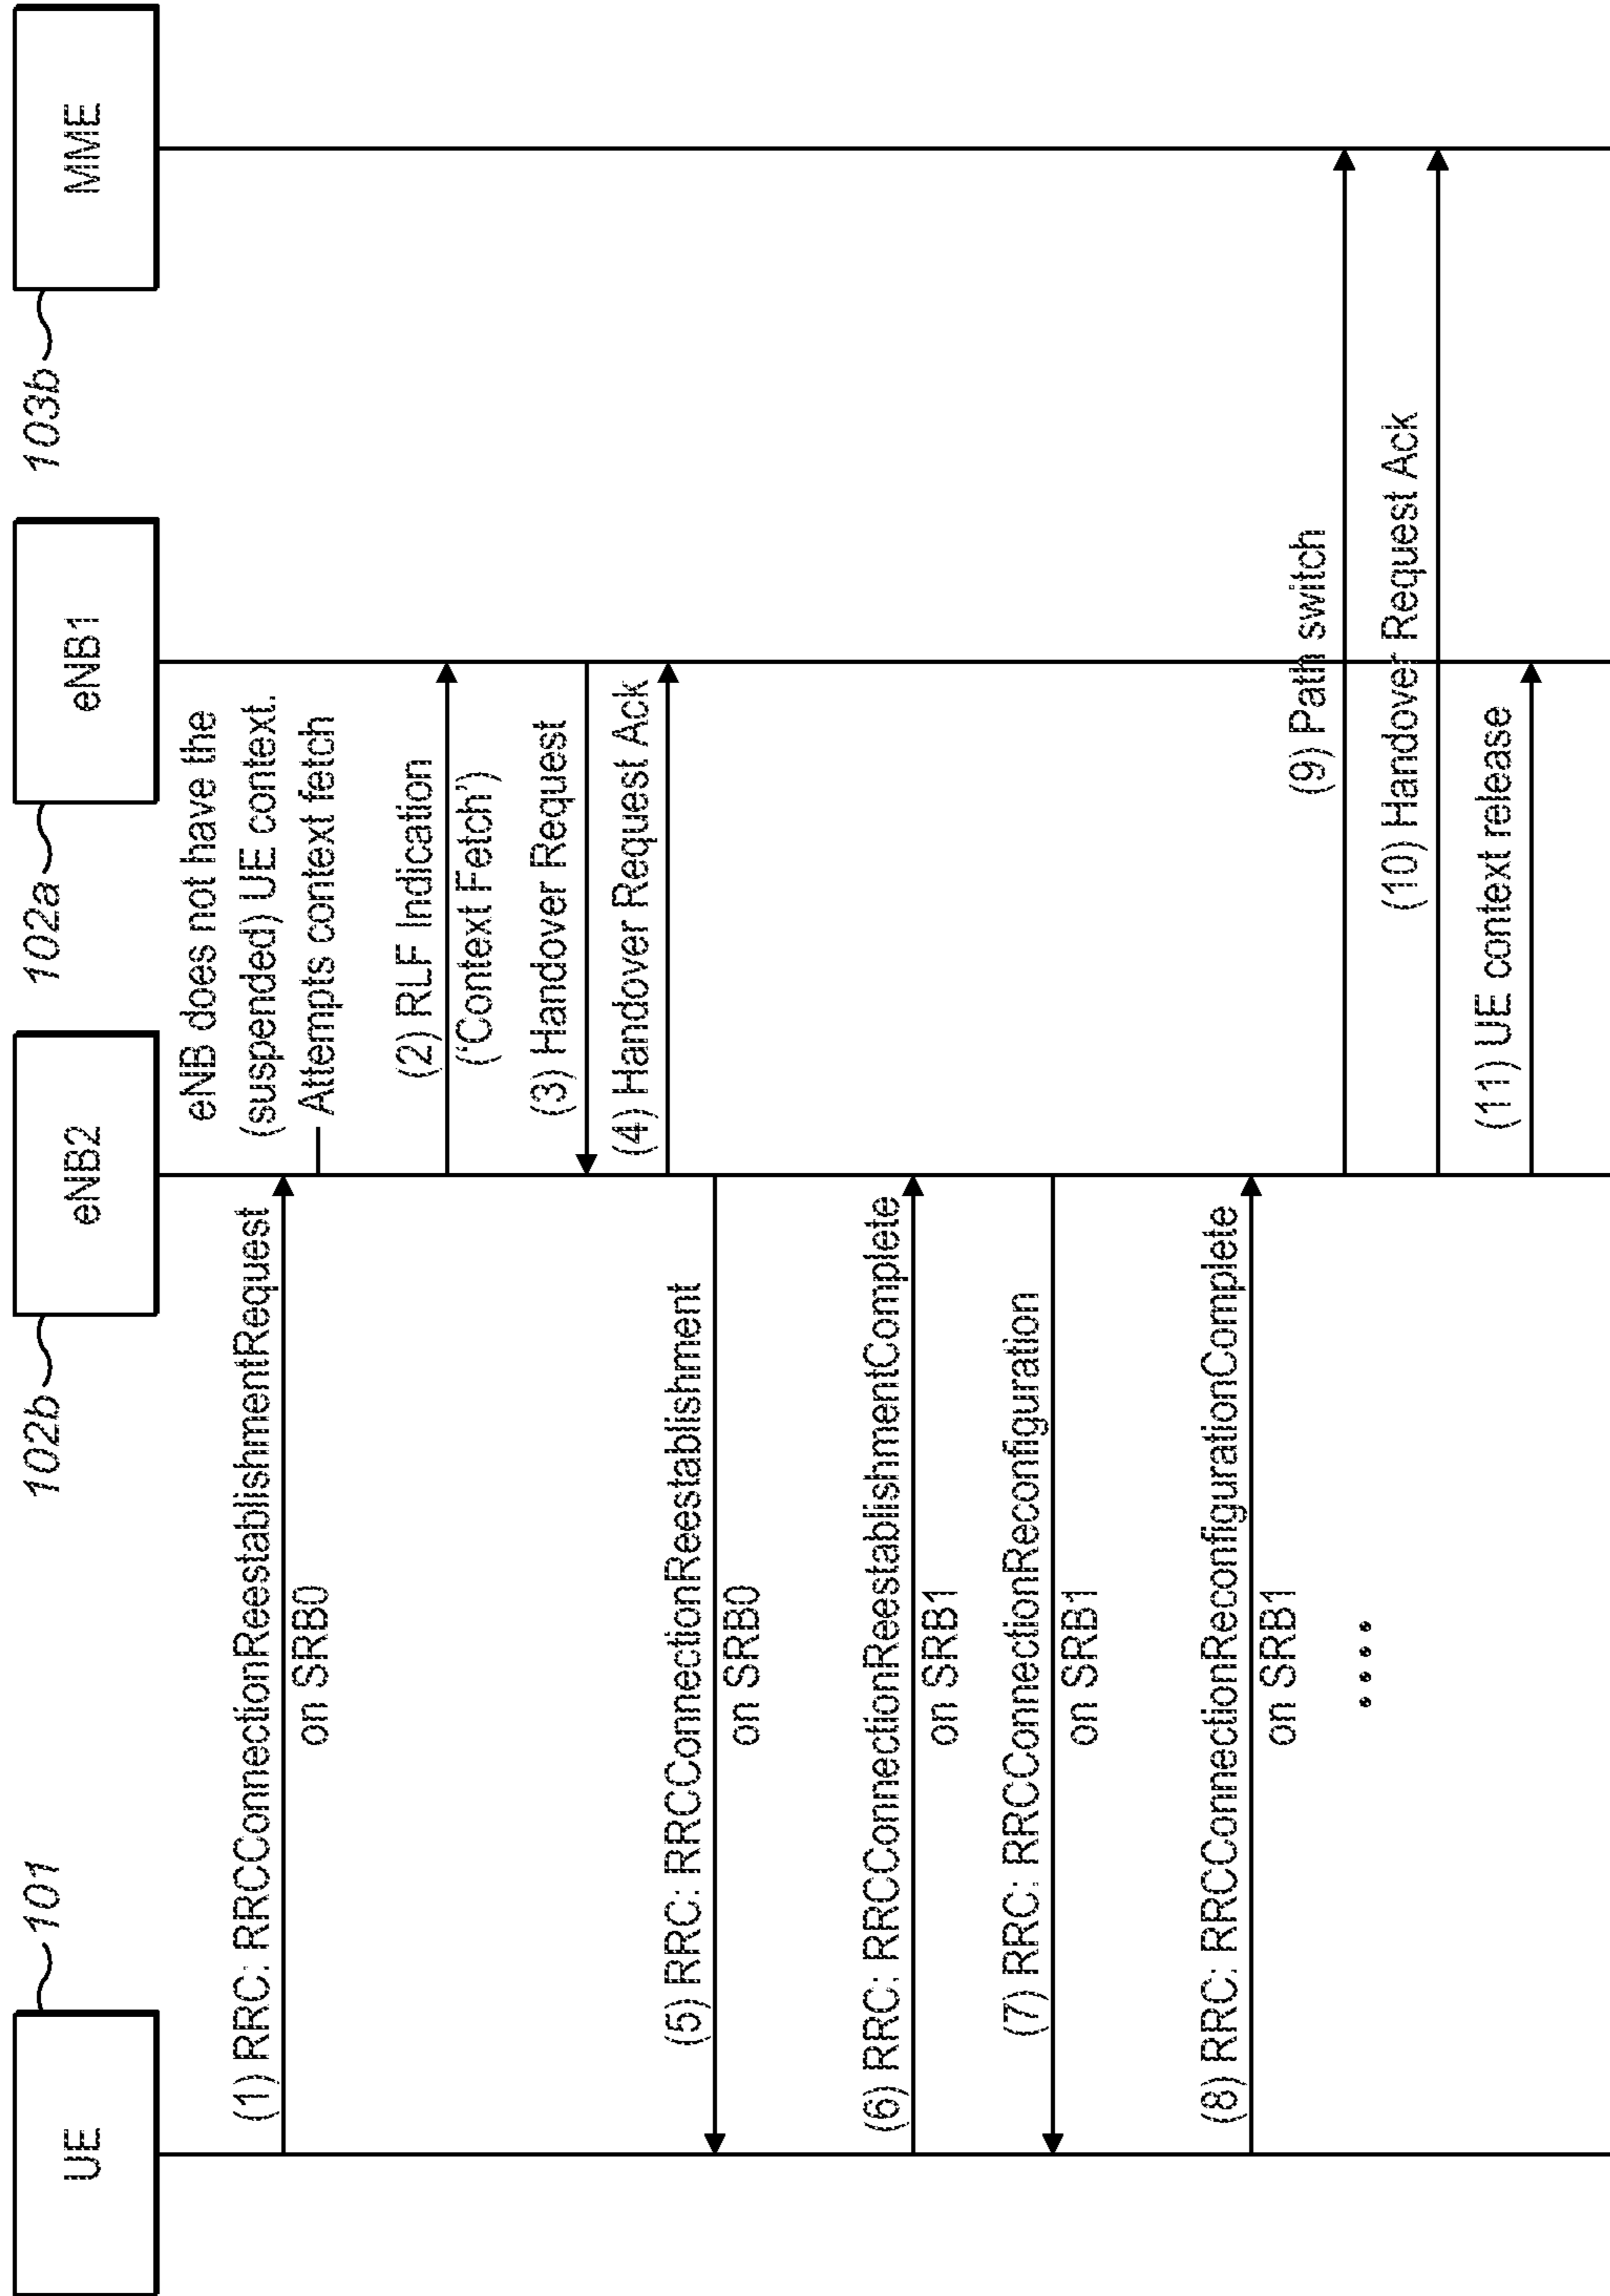 UE
101
eNB2
102b
eNB1
102a
MME
103b
(1) RRC: RRCConnectionReestablishmentRequest
on SRB0
eNB does not have the
(suspended) UE context.
Attempts context fetch
(2) RLF Indication
('Context Fetch')
(3) Handover Request
(4) Handover Request Ack
(5) RRC: RRCConnectionReestablishment
on SRB0
(6) RRC: RRCConnectionReestablishmentComplete
on SRB1
(7) RRC: RRCConnectionReconfiguration
on SRB1
(8) RRC: RRCConnectionReconfigurationComplete
on SRB1
....
(9) Path switch
(10) Handover Request Ack
(11) UE context release